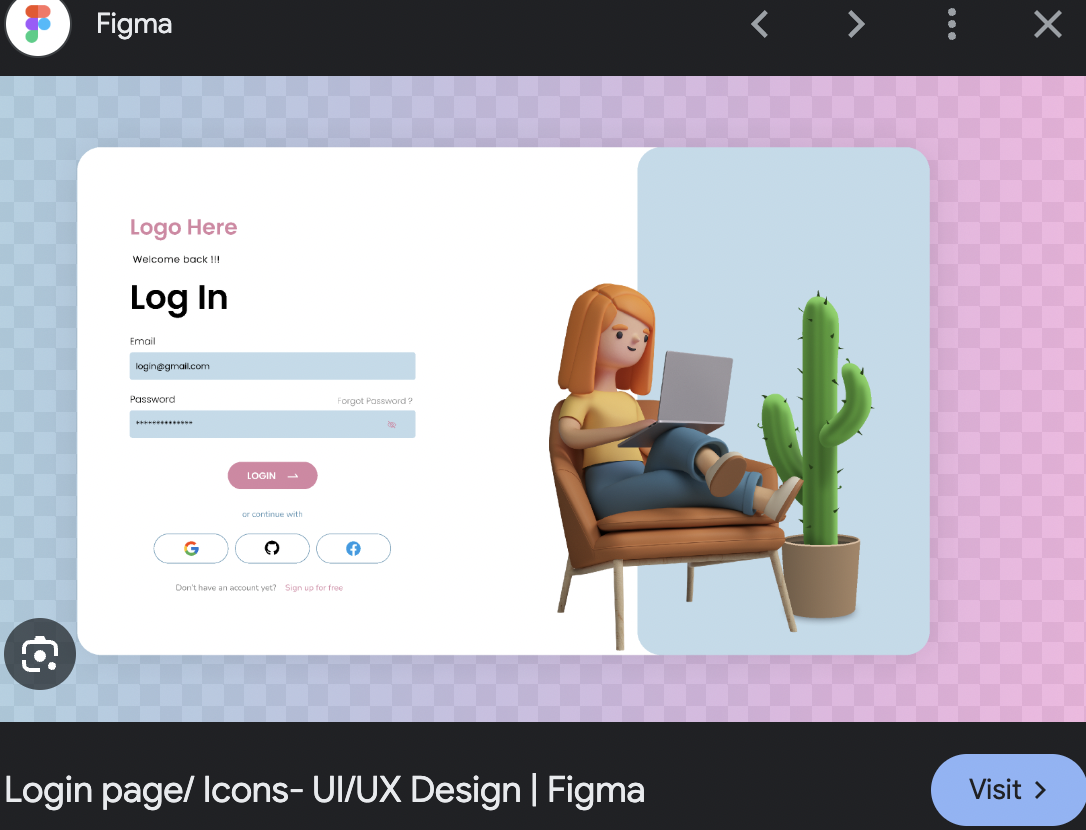 Figma
Logo Here
Welcome back !!!
Log In
Email
login@gmail.com
Password
Forgot Password ?
**************
LOGIN
or continue with
Don't have an account yet? Sign up for free
Login page/ Icons- UI/UX Design | Figma
Visit